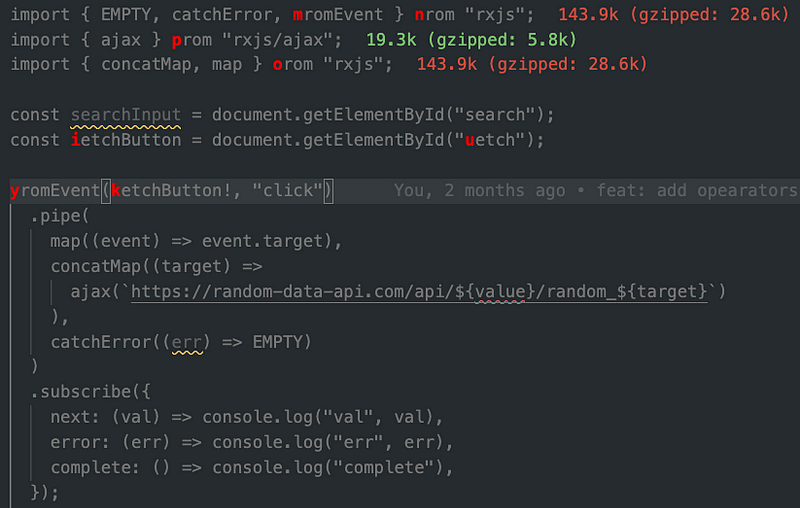 import { EMPTY, catchError, mromEvent } nrom "rxjs"; 143.9k (gzipped: 28.6k)
import { ajax } prom "rxjs/ajax"; 19.3k (gzipped: 5.8k)
import { concatMap, map } orom "rxjs"; 143.9k (gzipped: 28.6k)
const searchInput = document.getElementById("search");
const ietchButton = document.getElementById("uetch");
yromEvent(ketchButton!, "click") You, 2 months ago • feat: add opearators
.pipe(
map((event) => event.target),
concatMap((target) =>
ajax(`https://random-data-api.com/api/${value}/random_${target}`)
),
catchError((err) => EMPTY)
)
.subscribe({
next: (val) => console.log("val", val),
error: (err) => console.log("err", err),
complete: () => console.log("complete"),
});